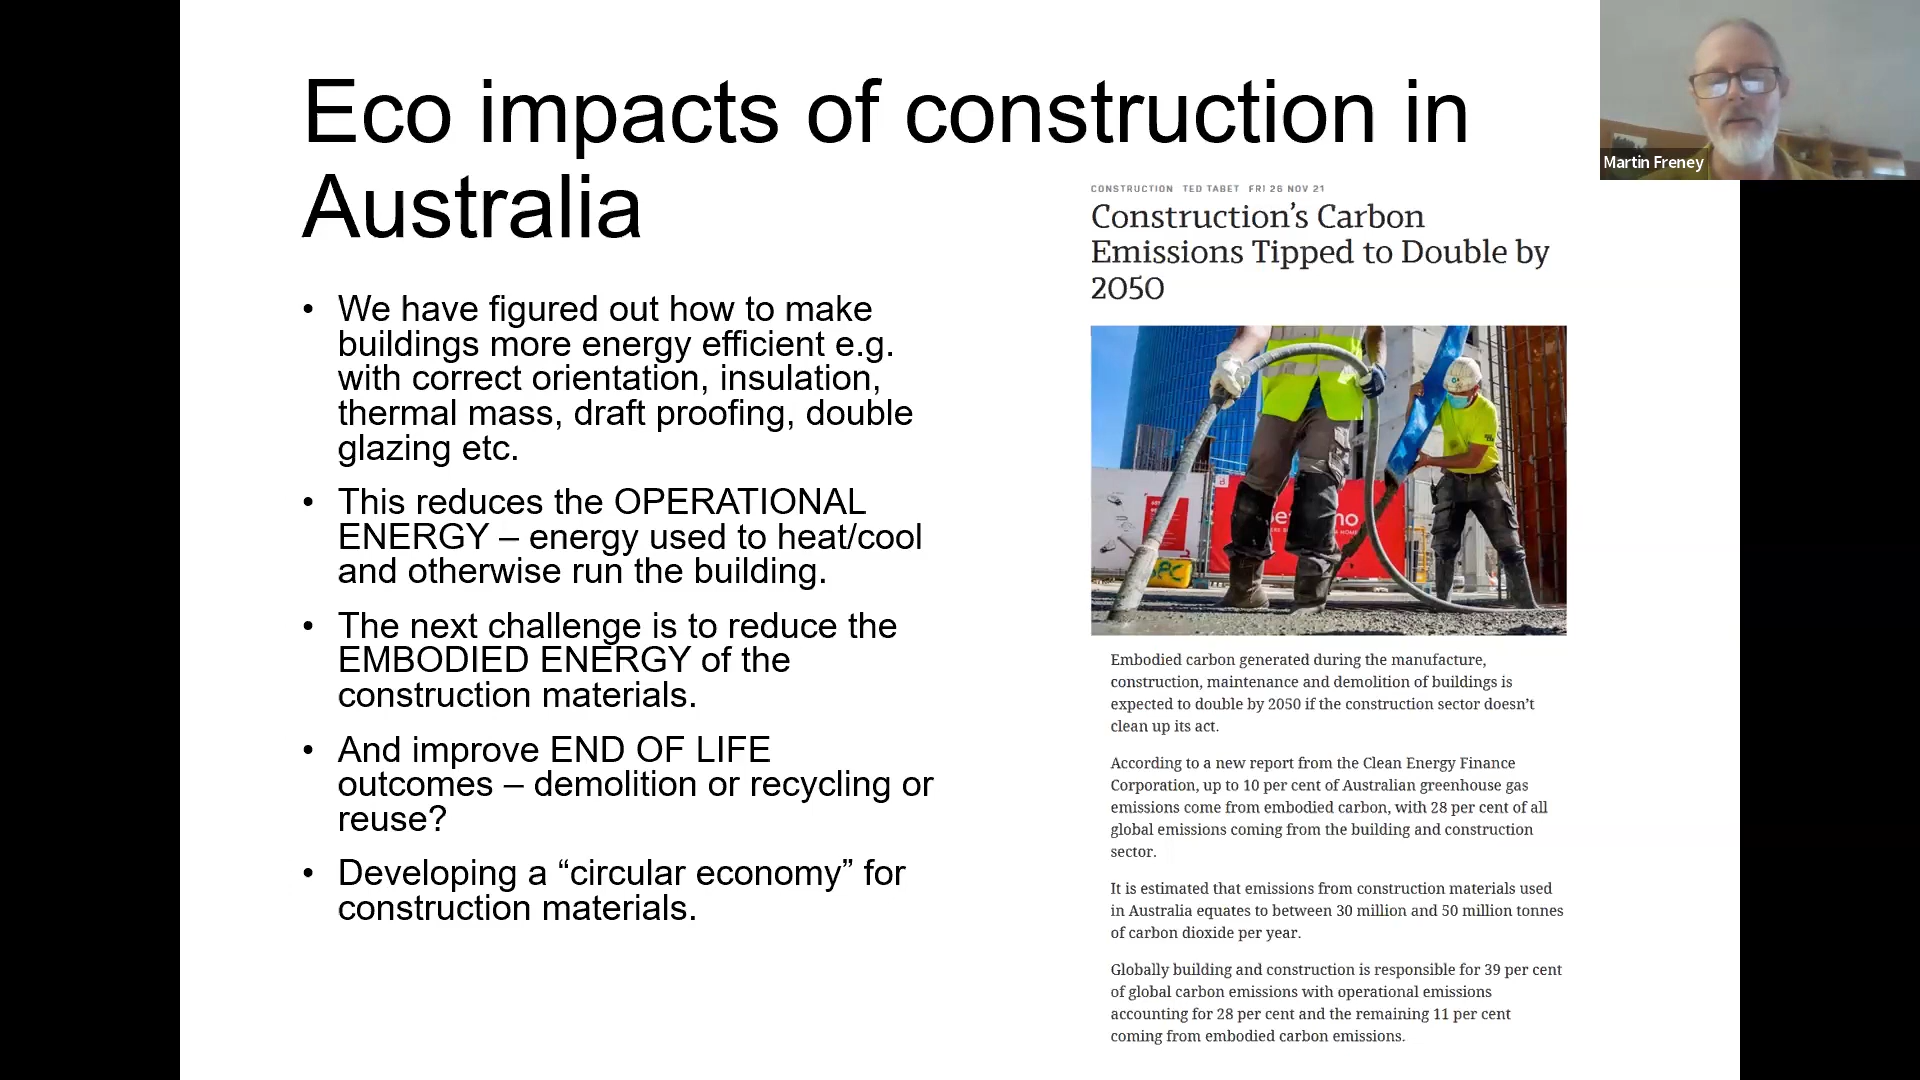 Eco impacts of construction in
Australia
• We have figured out how to make
buildings more energy efficient e.g.
with correct orientation, insulation,
thermal mass, draft proofing, double
glazing etc.
• This reduces the OPERATIONAL
ENERGY – energy used to heat/cool
and otherwise run the building.
• The next challenge is to reduce the
EMBODIED ENERGY of the
construction materials.
• And improve END OF LIFE
outcomes – demolition or recycling or
reuse?
• Developing a “circular economy” for
construction materials.
CONSTRUCTION TED TABET FRI 26 NOV 21
Construction’s Carbon
Emissions Tipped to Double by
2050
Embodied carbon generated during the manufacture,
construction, maintenance and demolition of buildings is
expected to double by 2050 if the construction sector doesn’t
clean up its act.
According to a new report from the Clean Energy Finance
Corporation, up to 10 per cent of Australian greenhouse gas
emissions come from embodied carbon, with 28 per cent of all
global emissions coming from the building and construction
sector.
It is estimated that emissions from construction materials used
in Australia equates to between 30 million and 50 million tonnes
of carbon dioxide per year.
Globally building and construction is responsible for 39 per cent
of global carbon emissions with operational emissions
accounting for 28 per cent and the remaining 11 per cent
coming from embodied carbon emissions.
Martin Freney